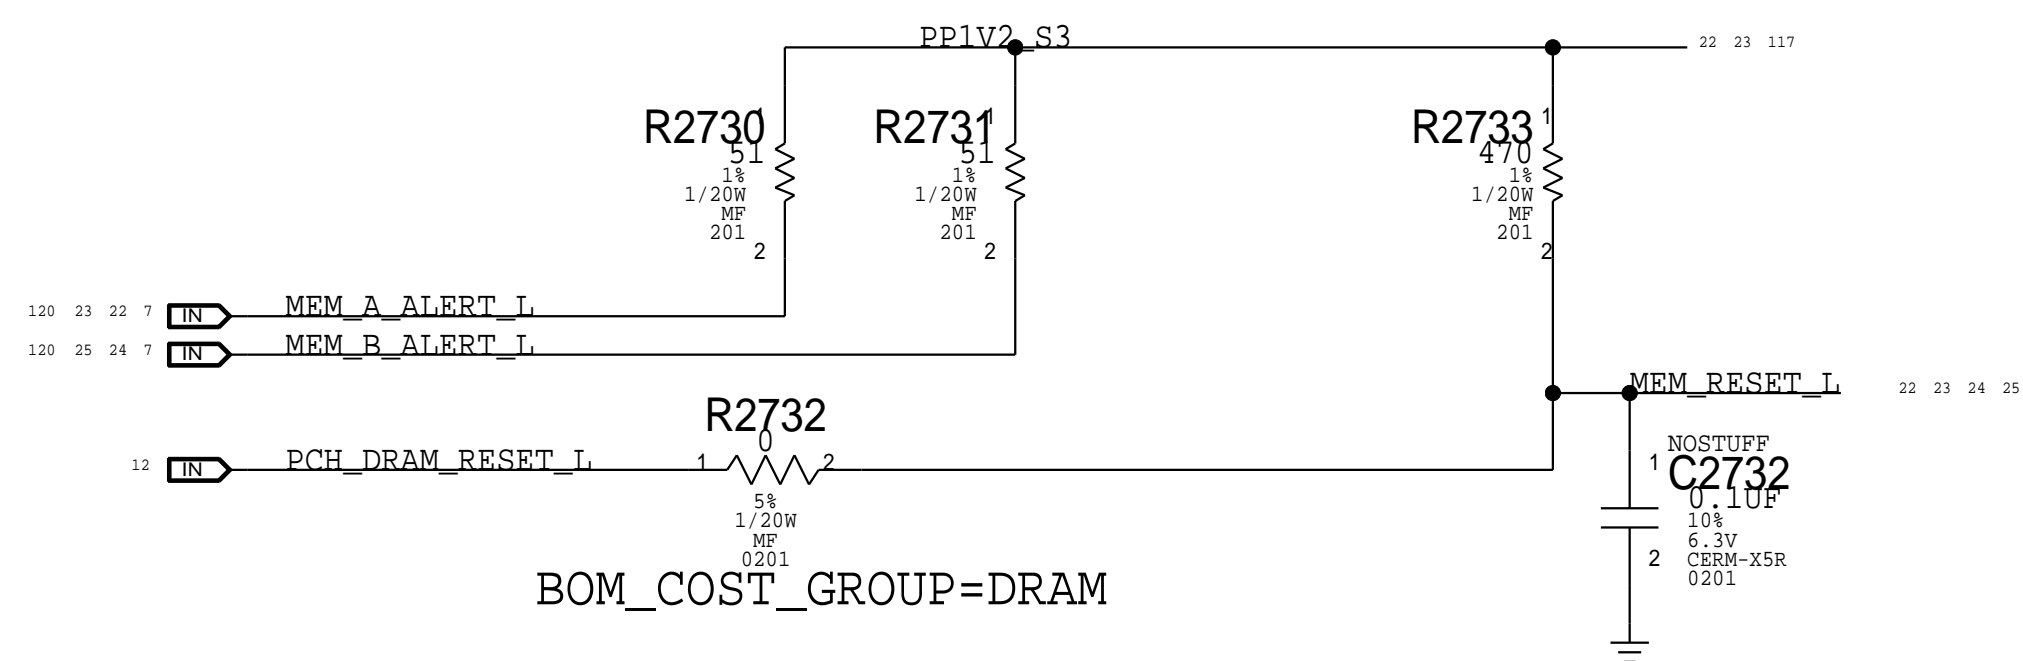 PP1V2_S3
22 23 117
R2730
1
51
1%
1/20W
MF
201
2
R2731
1
51
1%
1/20W
MF
201
2
R2733
1
470
1%
1/20W
MF
201
2
120 23 22 7 IN MEM_A_ALERT_L
120 25 24 7 IN MEM_B_ALERT_L
MEM_RESET_L 22 23 24 25
R2732
0
12 IN PCH_DRAM_RESET_L 1 2
5%
1/20W
MF
0201
NOSTUFF
1 C2732
0.1UF
10%
6.3V
2 CERM-X5R
0201
BOM_COST_GROUP=DRAM